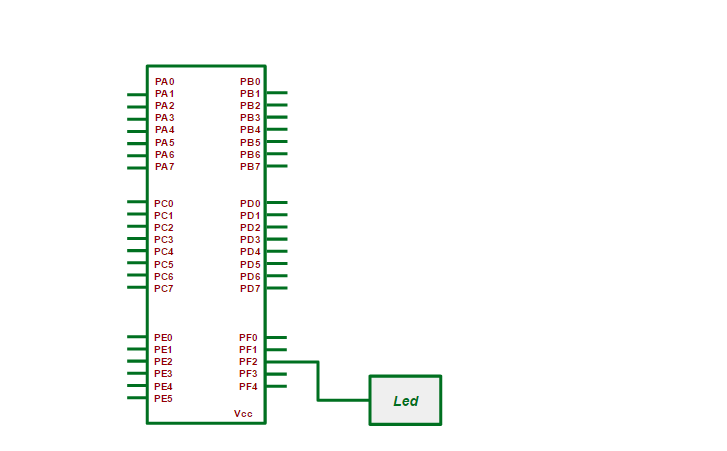 PA0 PB0
PA1 PB1
PA2 PB2
PA3 PB3
PA4 PB4
PA5 PB5
PA6 PB6
PA7 PB7
PC0 PD0
PC1 PD1
PC2 PD2
PC3 PD3
PC4 PD4
PC5 PD5
PC6 PD6
PC7 PD7
PE0 PF0
PE1 PF1
PE2 PF2
PE3 PF3
PE4 PF4
PE5
Led
Vcc